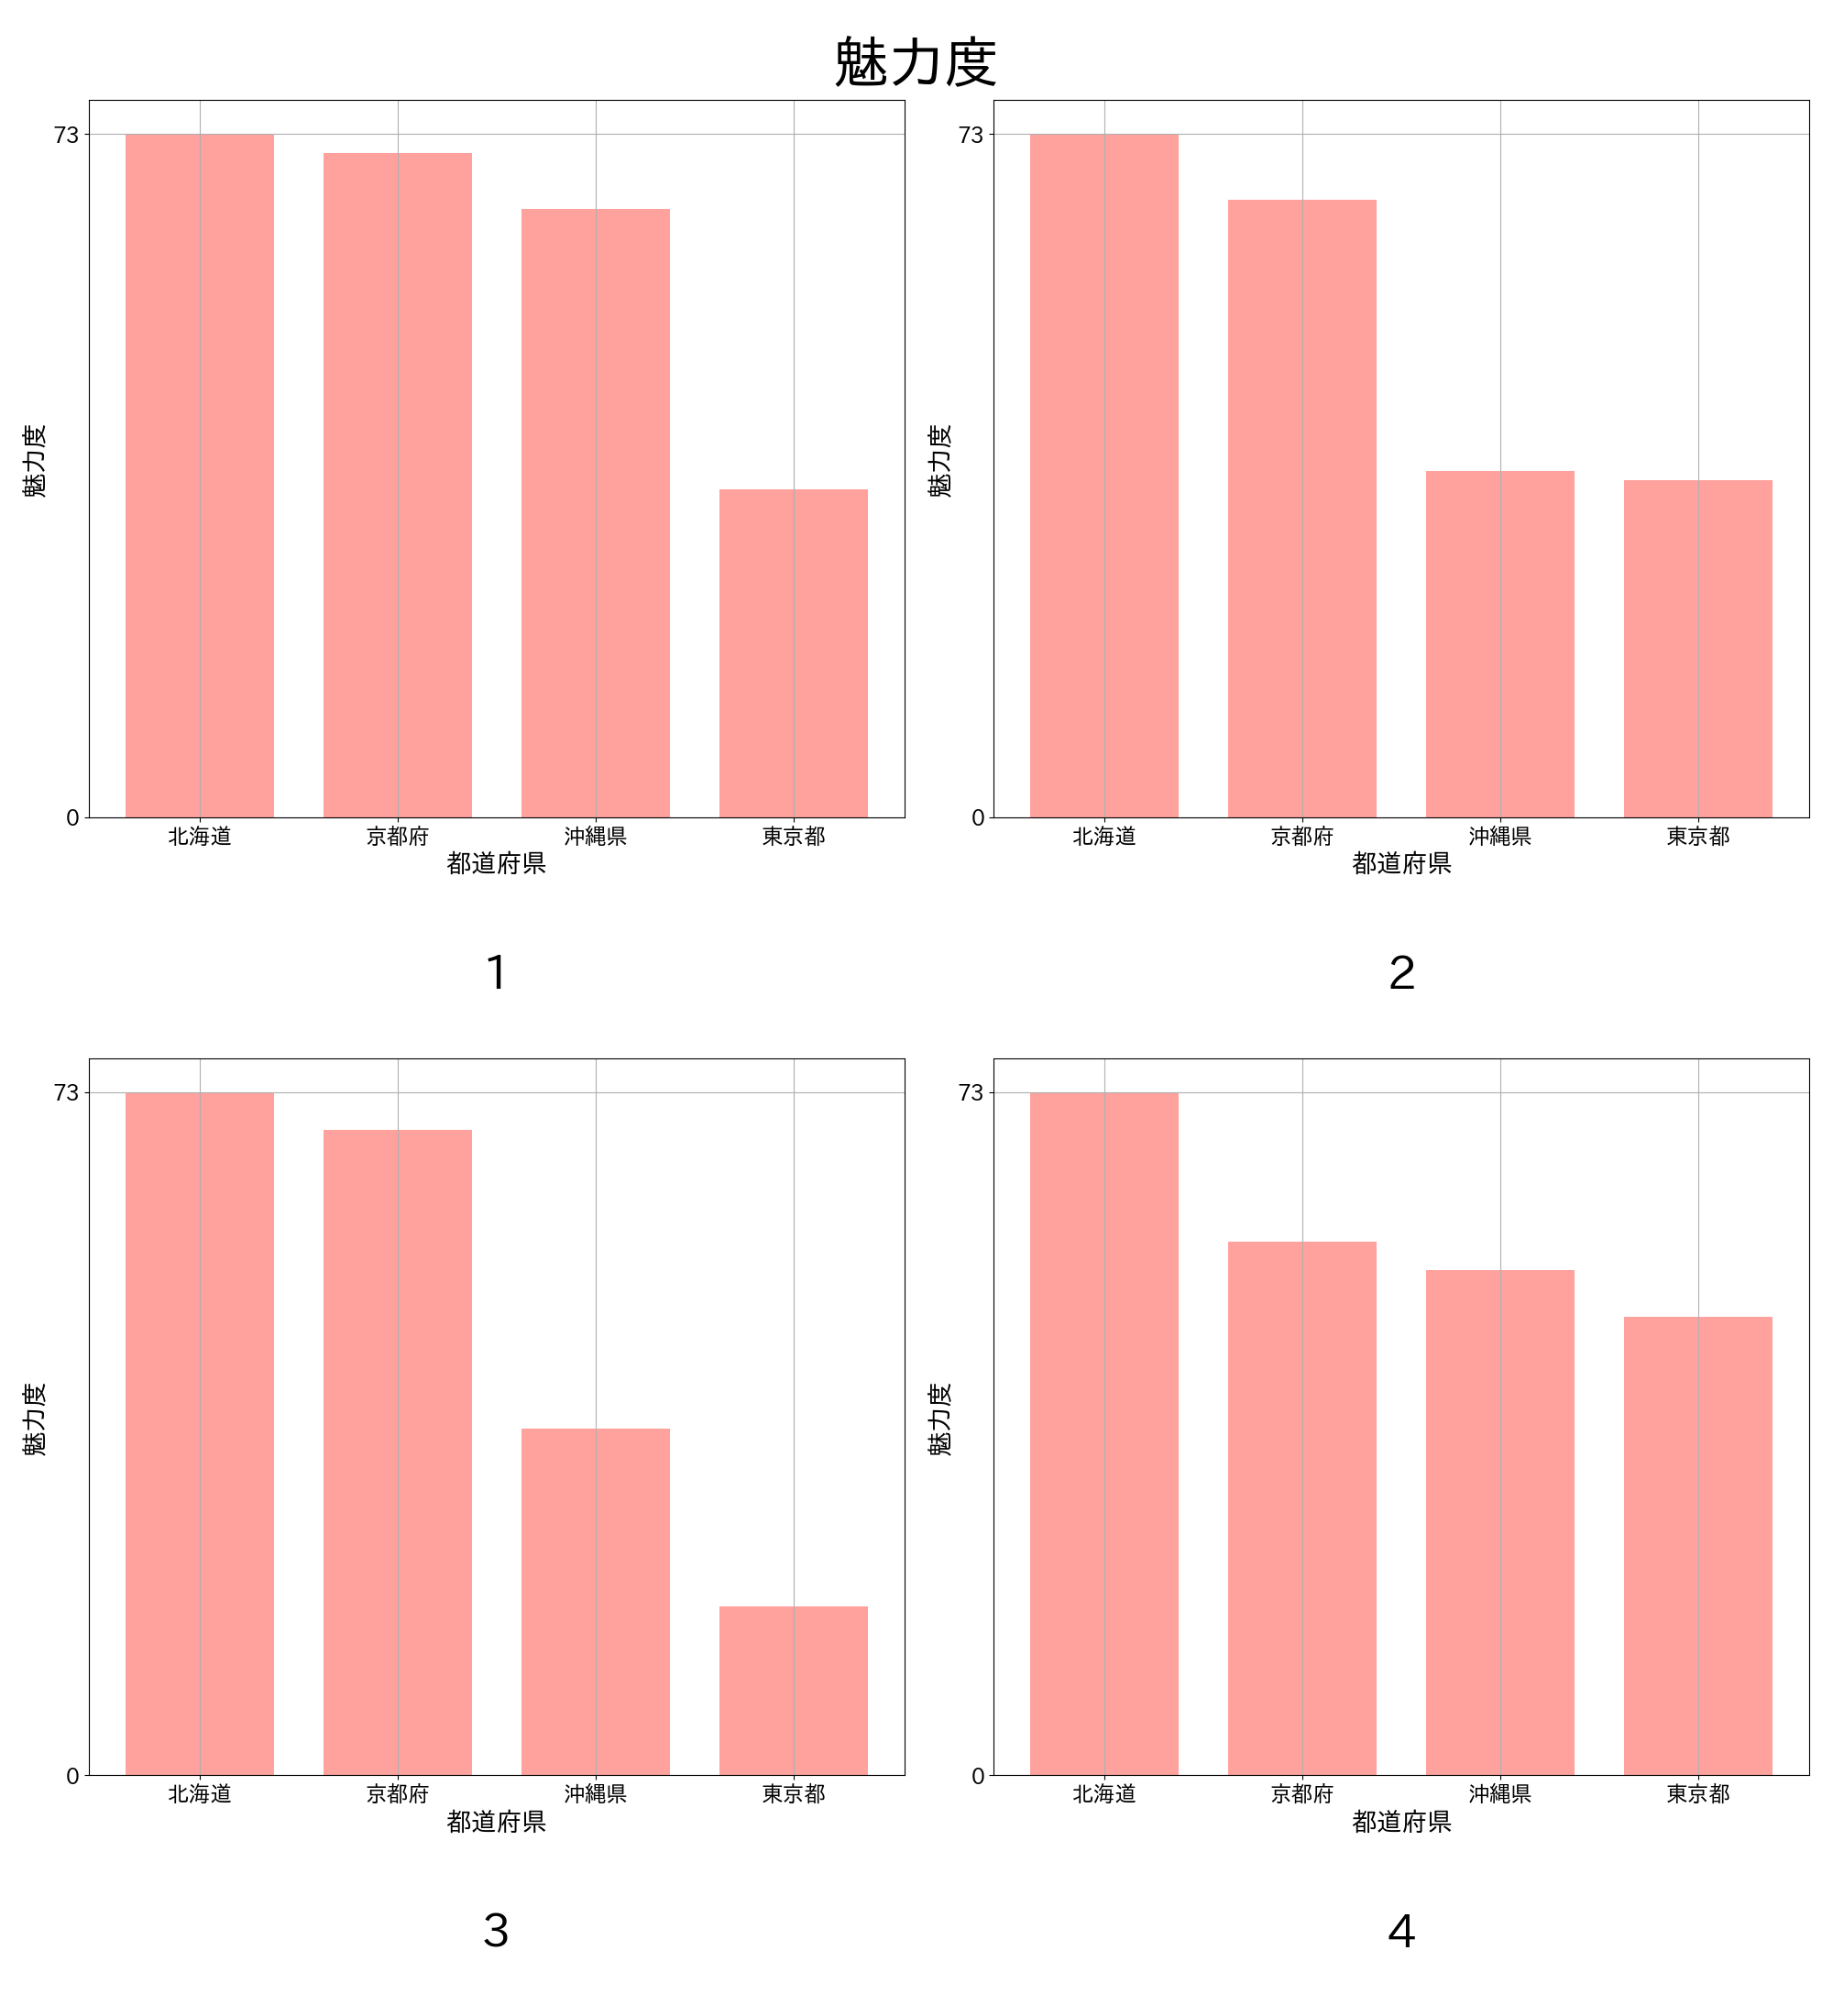 魅力度
73
0
魅力度
北海道 京都府 沖縄県 東京都
都道府県
1
73
0
魅力度
北海道 京都府 沖縄県 東京都
都道府県
2
73
0
魅力度
北海道 京都府 沖縄県 東京都
都道府県
3
73
0
魅力度
北海道 京都府 沖縄県 東京都
都道府県
4